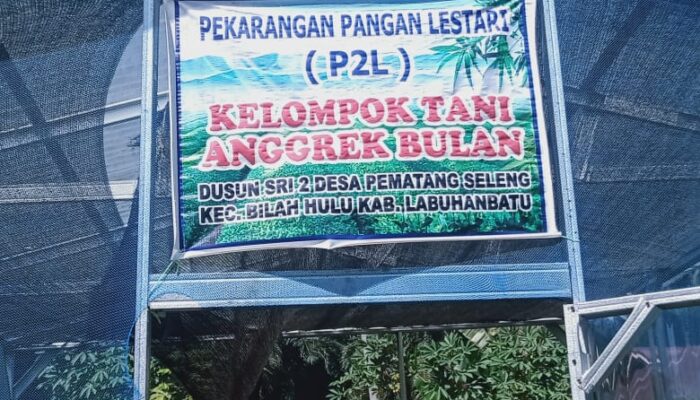 PEKARANGAN PANGAN LESTARI
( P2L )
KELOMPOK TANI
ANGGREK BULAN
DUSUN SRI 2 DESA PEMATANG SELENG
KEC. BILAH HULU KAB. LABUHANBATU